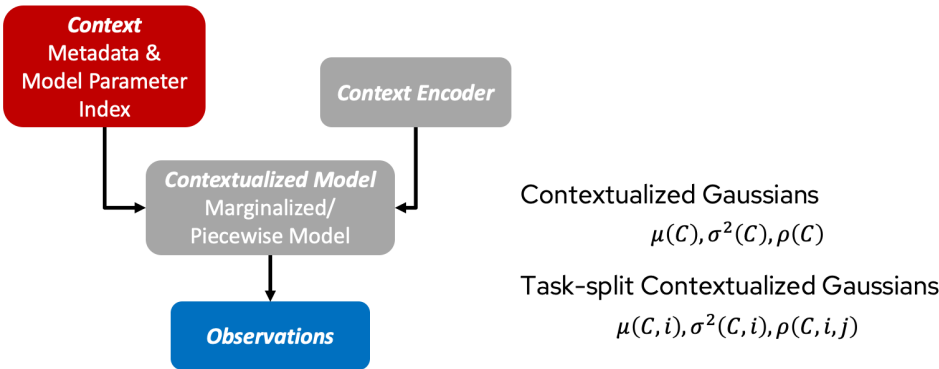 Context
Metadata &
Model Parameter
Index
Context Encoder
Contextualized Model
Marginalized/
Piecewise Model
Observations
Contextualized Gaussians
𝜇(𝐶), 𝜎²(𝐶), 𝜌(𝐶)
Task-split Contextualized Gaussians
𝜇(𝐶, 𝑖), 𝜎²(𝐶, 𝑖), 𝜌(𝐶, 𝑖, 𝑗)